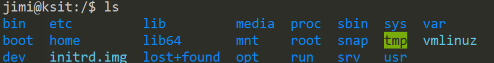 jimi@ksit:/$ ls
bin etc lib media proc sbin sys var
boot home lib64 mnt root snap tmp vmlinuz
dev initrd.img lost+found opt run srv usr